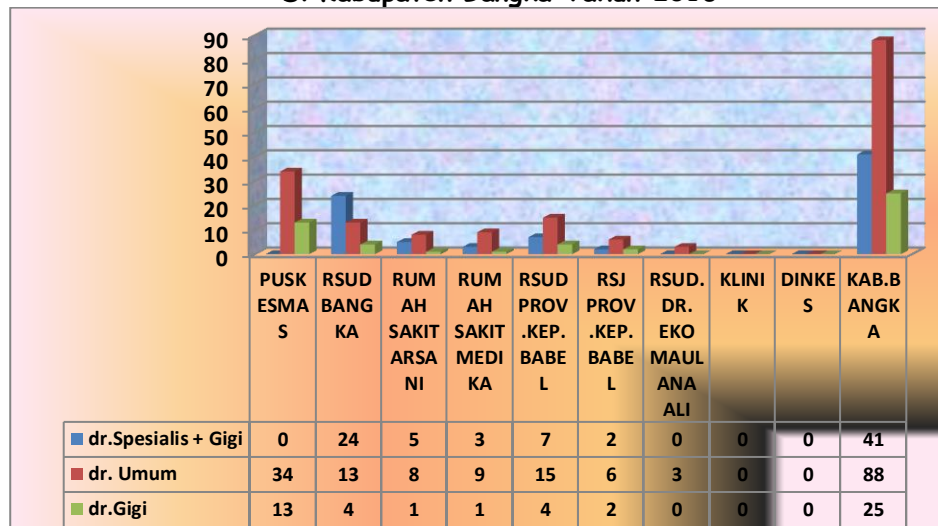 90
80
70
60
50
40
30
20
10
0
PUSK RSUD RUM RUM RSUD RSJ RSUD. KLINI DINKE KAB.B
ESMA BANG AH AH PROV PROV DR. K S ANGK
S KA SAKIT SAKIT .KEP. .KEP. EKO A
ARSA MEDI BABE BABE MAUL
NI KA L L ANA
ALI
dr.Spesialis + Gigi 0 24 5 3 7 2 0 0 0 41
dr. Umum 34 13 8 9 15 6 3 0 0 88
dr.Gigi 13 4 1 1 4 2 0 0 0 25